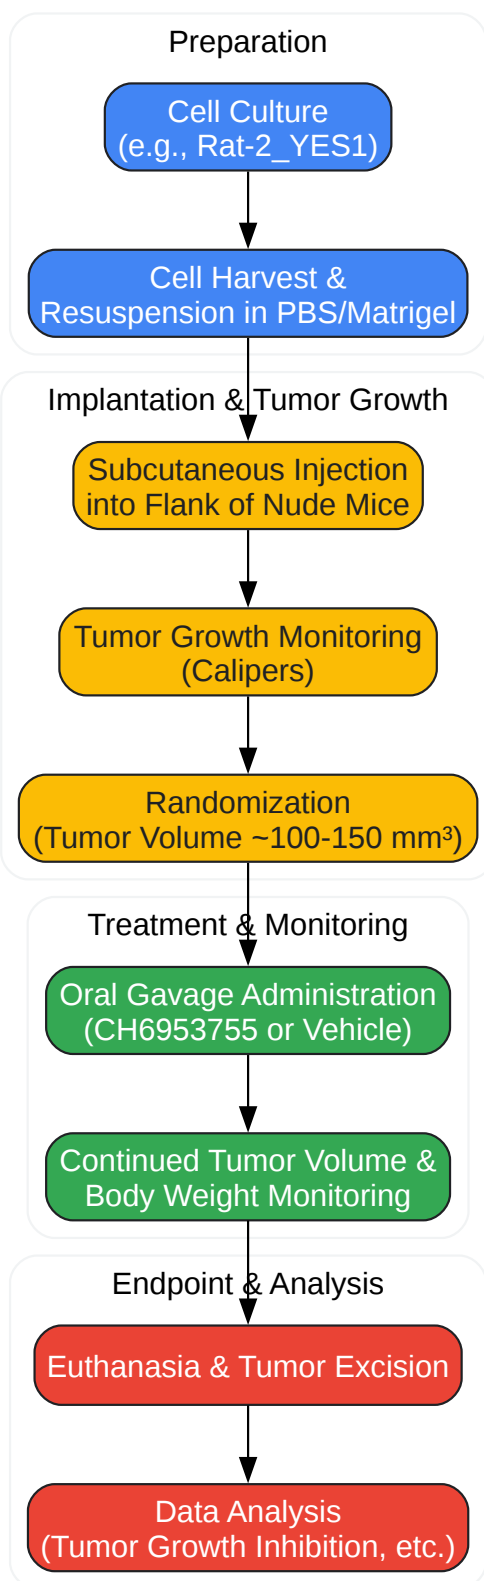 Preparation
Cell Culture
(e.g., Rat-2_YES1)
Cell Harvest &
Resuspension in PBS/Matrigel
Implantation & Tumor Growth
Subcutaneous Injection
into Flank of Nude Mice
Tumor Growth Monitoring
(Calipers)
Randomization
(Tumor Volume ~100-150 mm³)
Treatment & Monitoring
Oral Gavage Administration
(CH6953755 or Vehicle)
Continued Tumor Volume &
Body Weight Monitoring
Endpoint & Analysis
Euthanasia & Tumor Excision
Data Analysis
(Tumor Growth Inhibition, etc.)